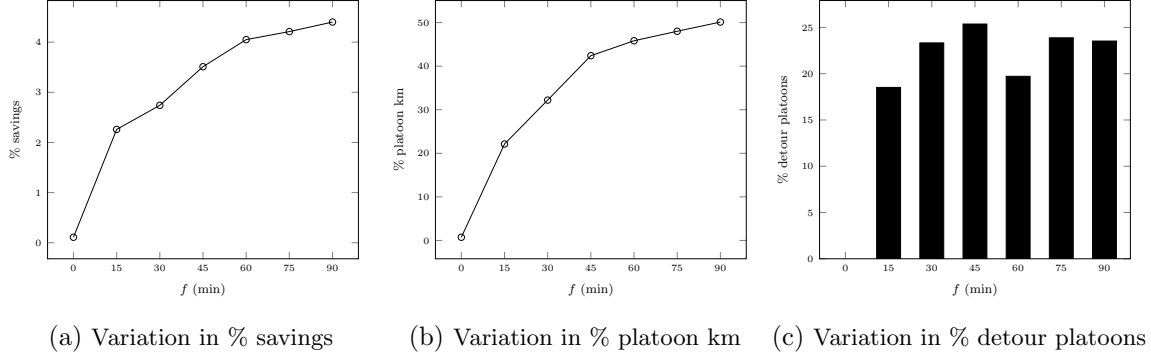 4
3
2
1
0
% savings
0 15 30 45 60 75 90
f (min)
(a) Variation in % savings
50
40
30
20
10
0
% platoon km
0 15 30 45 60 75 90
f (min)
(b) Variation in % platoon km
25
20
15
10
5
0
% detour platoons
0 15 30 45 60 75 90
f (min)
(c) Variation in % detour platoons